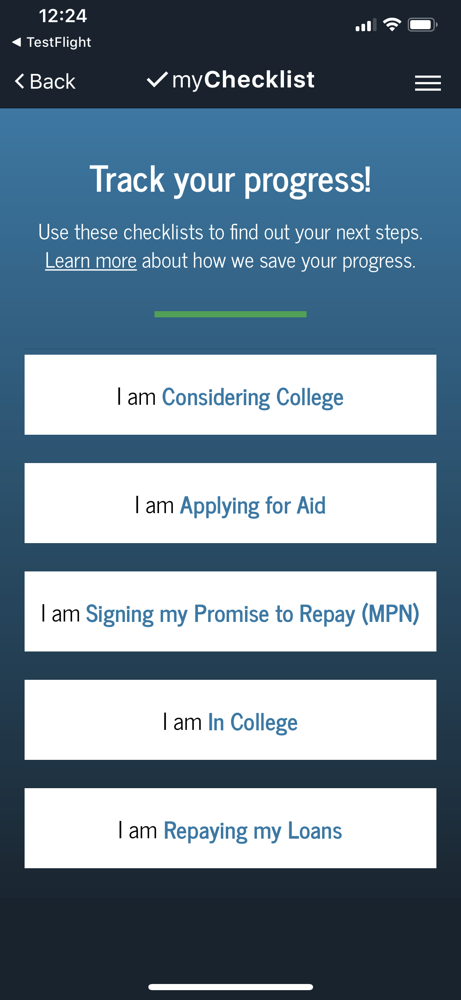 12:24
TestFlight
Back
myChecklist
Track your progress!
Use these checklists to find out your next steps.
Learn more about how we save your progress.
I am Considering College
I am Applying for Aid
I am Signing my Promise to Repay (MPN)
I am In College
I am Repaying my Loans